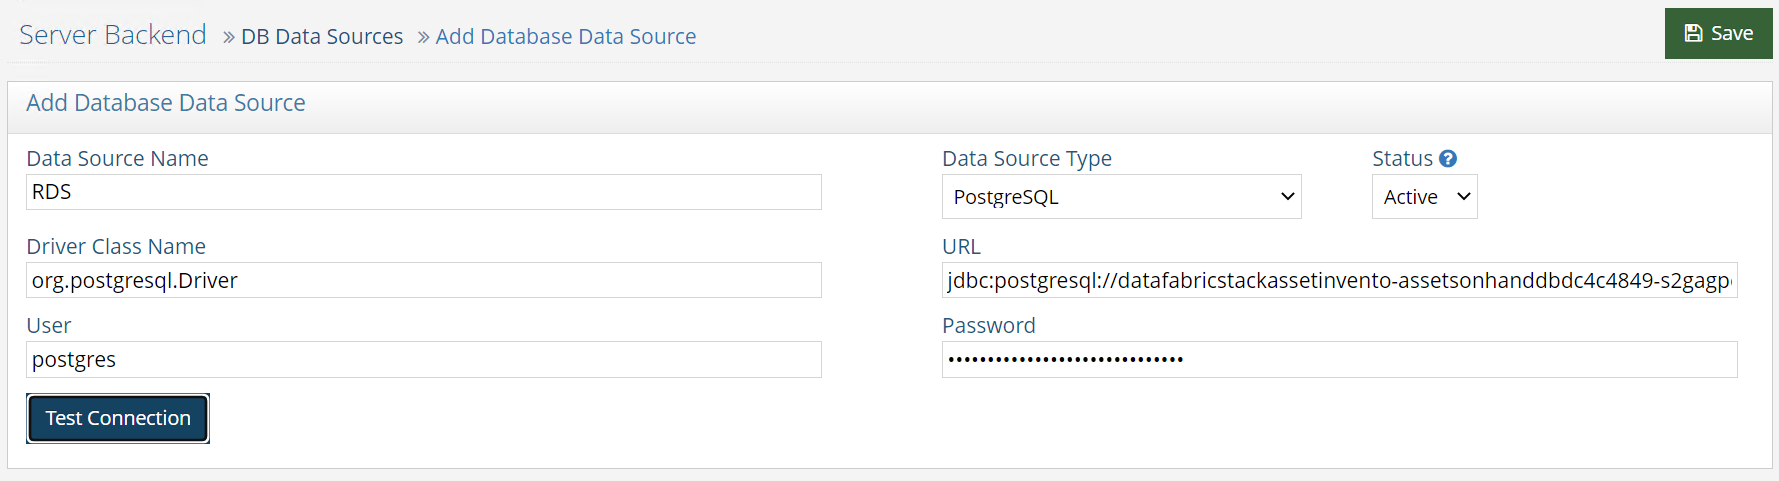 Server Backend » DB Data Sources » Add Database Data Source
Save
Add Database Data Source
Data Source Name
RDS
Data Source Type
PostgreSQL
Status
Active
Driver Class Name
org.postgresql.Driver
URL
jdbc:postgresql://datafabricstackassetinvento-assetsonhanddbdc4c4849-s2gagp
User
postgres
Password
••••••••••••••••••••••••••••••
Test Connection